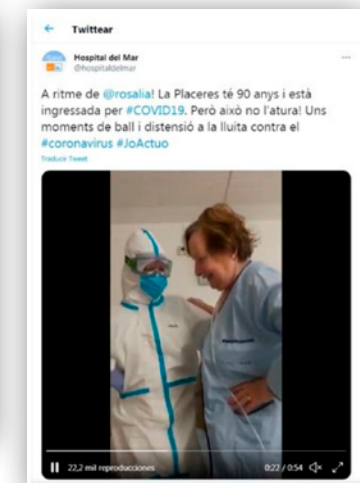 ← Twittear
Hospital del Mar
@hospitaldelmar
A ritme de @rosalia! La Placeres té 90 anys i està
ingressada per #COVID19. Però això no l'atura! Uns
moments de ball i distensió a la lluita contra el
#coronavirus #JoActuo
Traducir Tweet
22,2 mil reproducciones 0:22 / 0:54